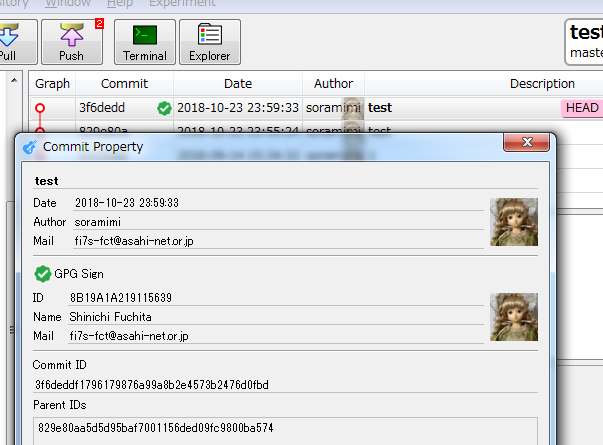 sitory Window Help Experiment
Pull Push 2 Terminal Explorer
test
master
Graph Commit Date Author Description
3f6dedd 2018-10-23 23:59:33 soramimi test HEAD
829e80a 2018-10-23 23:55:24 soramimi test
Commit Property
test
Date 2018-10-23 23:59:33
Author soramimi
Mail fi7s-fct@asahi-net.or.jp
GPG Sign
ID 8B19A1A219115639
Name Shinichi Fuchita
Mail fi7s-fct@asahi-net.or.jp
Commit ID
3f6deddf1796179876a99a8b2e4573b2476d0fbd
Parent IDs
829e80aa5d5d95baf7001156ded09fc9800ba574